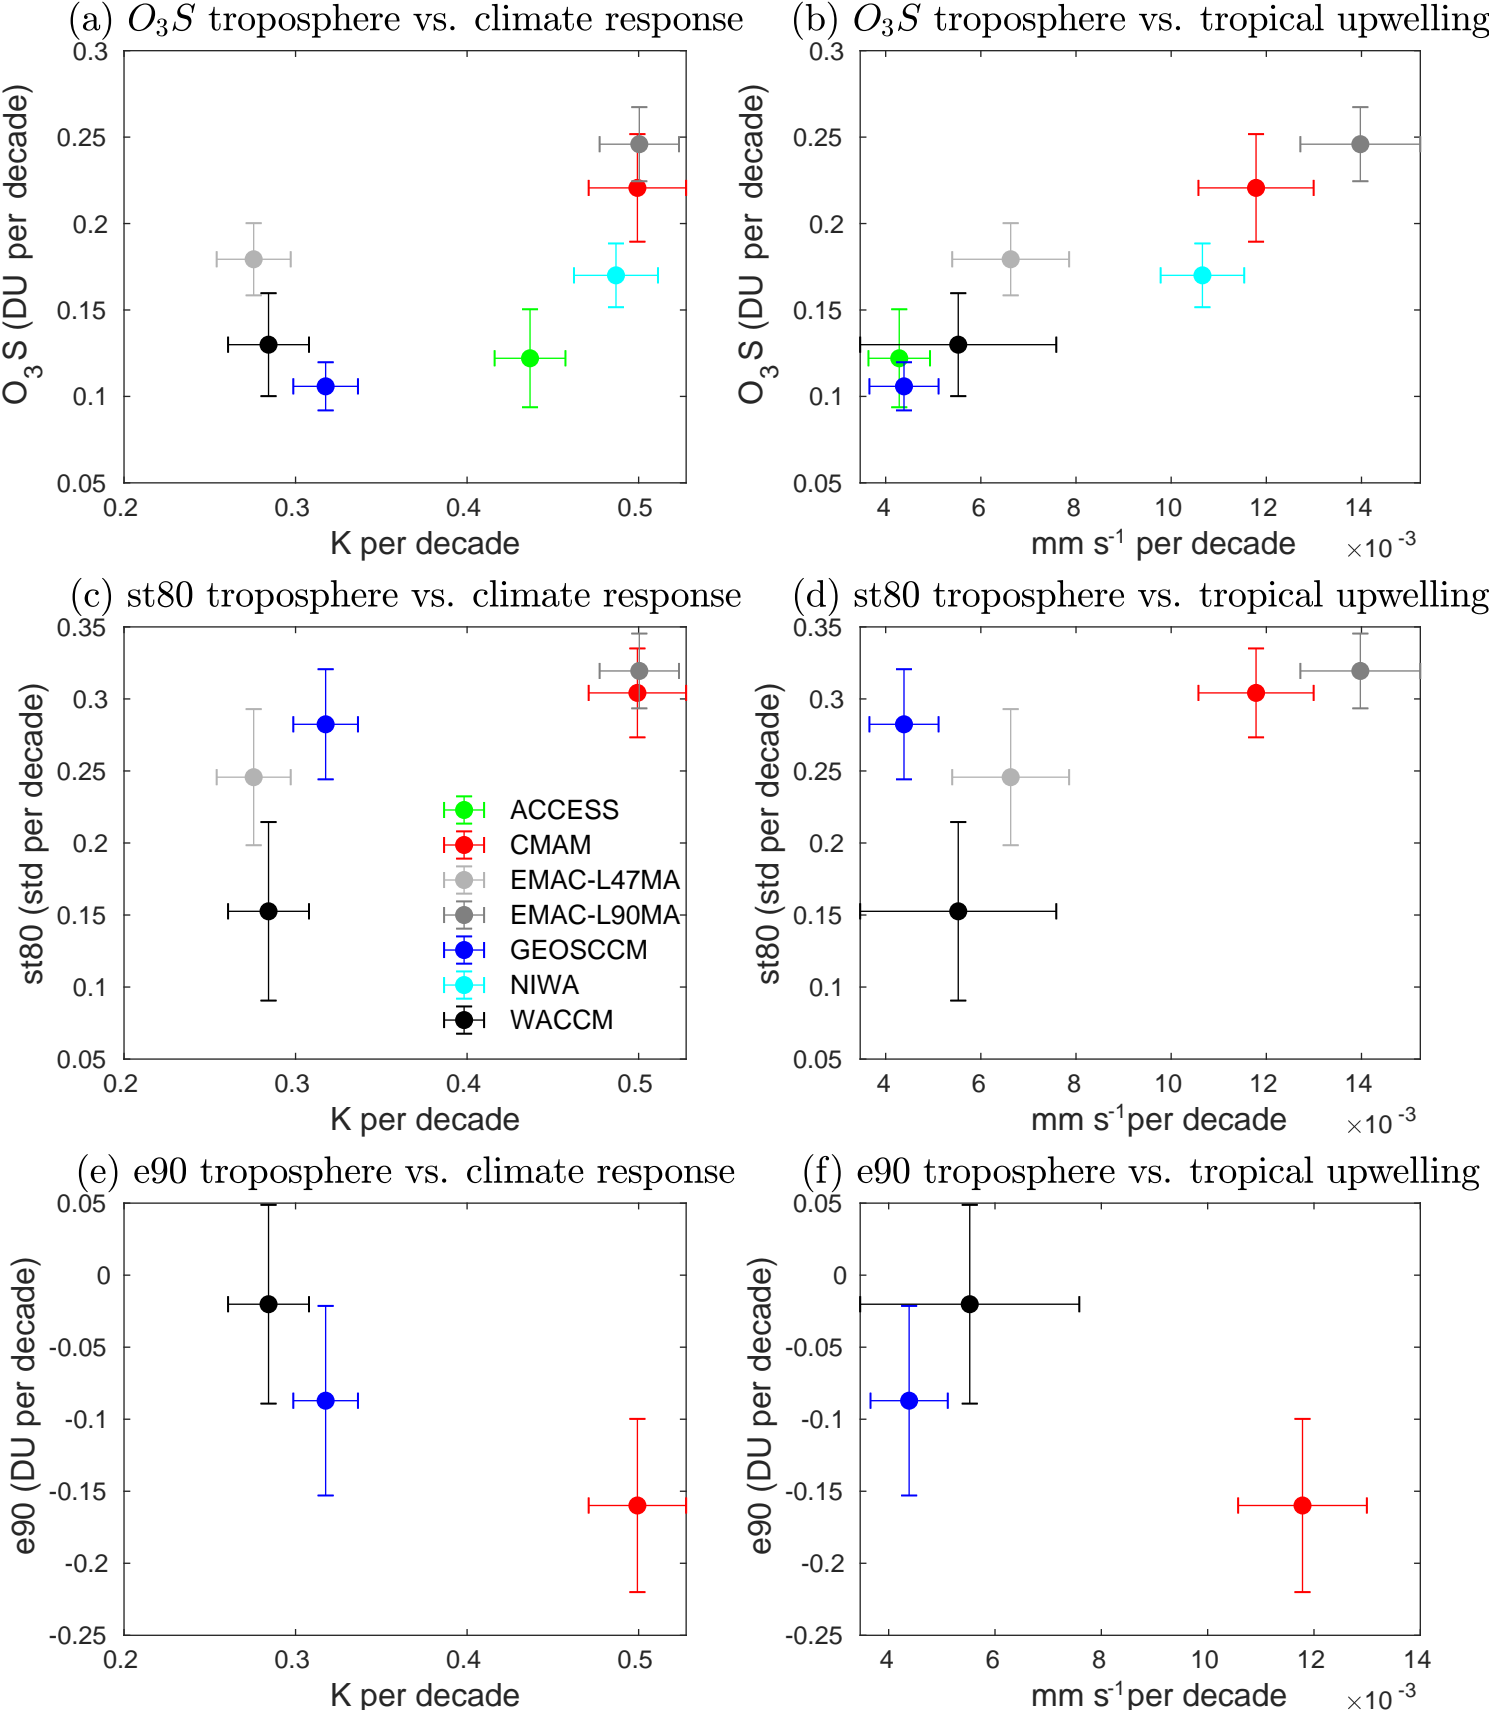 (a) O3S troposphere vs. climate response
(b) O3S troposphere vs. tropical upwelling
0.3
0.25
0.2
0.15
0.1
0.05
O3S (DU per decade)
0.2 0.3 0.4 0.5
K per decade
0.3
0.25
0.2
0.15
0.1
0.05
O3S (DU per decade)
4 6 8 10 12 14
mm s-1 per decade ×10-3
(c) st80 troposphere vs. climate response
(d) st80 troposphere vs. tropical upwelling
0.35
0.3
0.25
0.2
0.15
0.1
0.05
st80 (std per decade)
ACCESS
CMAM
EMAC-L47MA
EMAC-L90MA
GEOSCCM
NIWA
WACCM
0.2 0.3 0.4 0.5
K per decade
0.35
0.3
0.25
0.2
0.15
0.1
0.05
st80 (std per decade)
4 6 8 10 12 14
mm s-1per decade ×10-3
(e) e90 troposphere vs. climate response
(f) e90 troposphere vs. tropical upwelling
0.05
0
-0.05
-0.1
-0.15
-0.2
-0.25
e90 (DU per decade)
0.2 0.3 0.4 0.5
K per decade
0.05
0
-0.05
-0.1
-0.15
-0.2
-0.25
e90 (DU per decade)
4 6 8 10 12 14
mm s-1per decade ×10-3